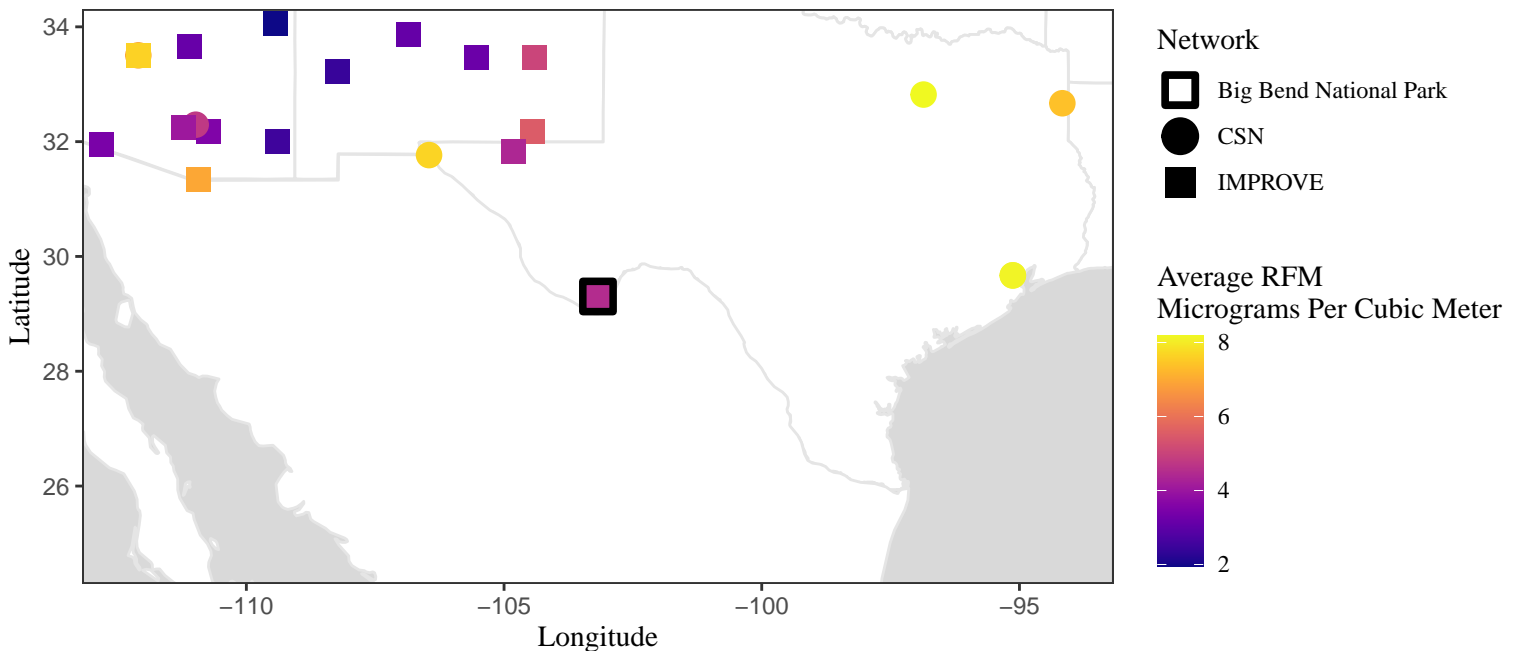 34
32
30
28
26
Latitude
−110
−105
−100
−95
Longitude
Network
Big Bend National Park
CSN
IMPROVE
Average RFM
Micrograms Per Cubic Meter
8
6
4
2